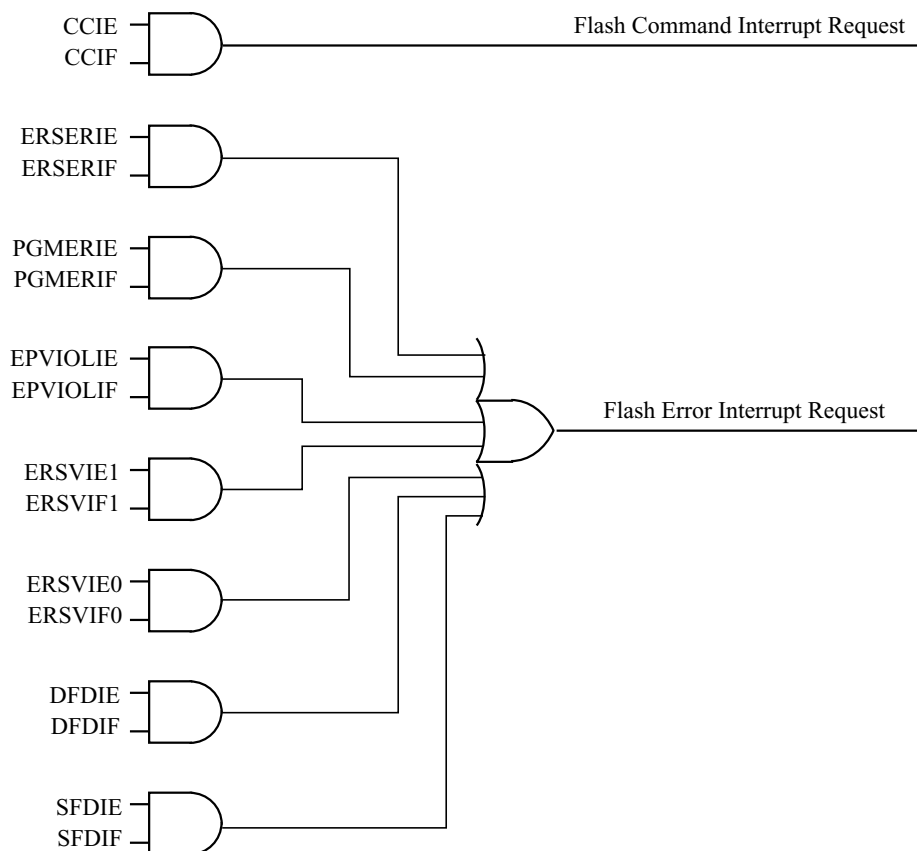 CCIE
CCIF
Flash Command Interrupt Request
ERSERIE
ERSERIF
PGMERIE
PGMERIF
EPVIOLIE
EPVIOLIF
Flash Error Interrupt Request
ERSVIE1
ERSVIF1
ERSVIE0
ERSVIF0
DFDIE
DFDIF
SFDIE
SFDIF